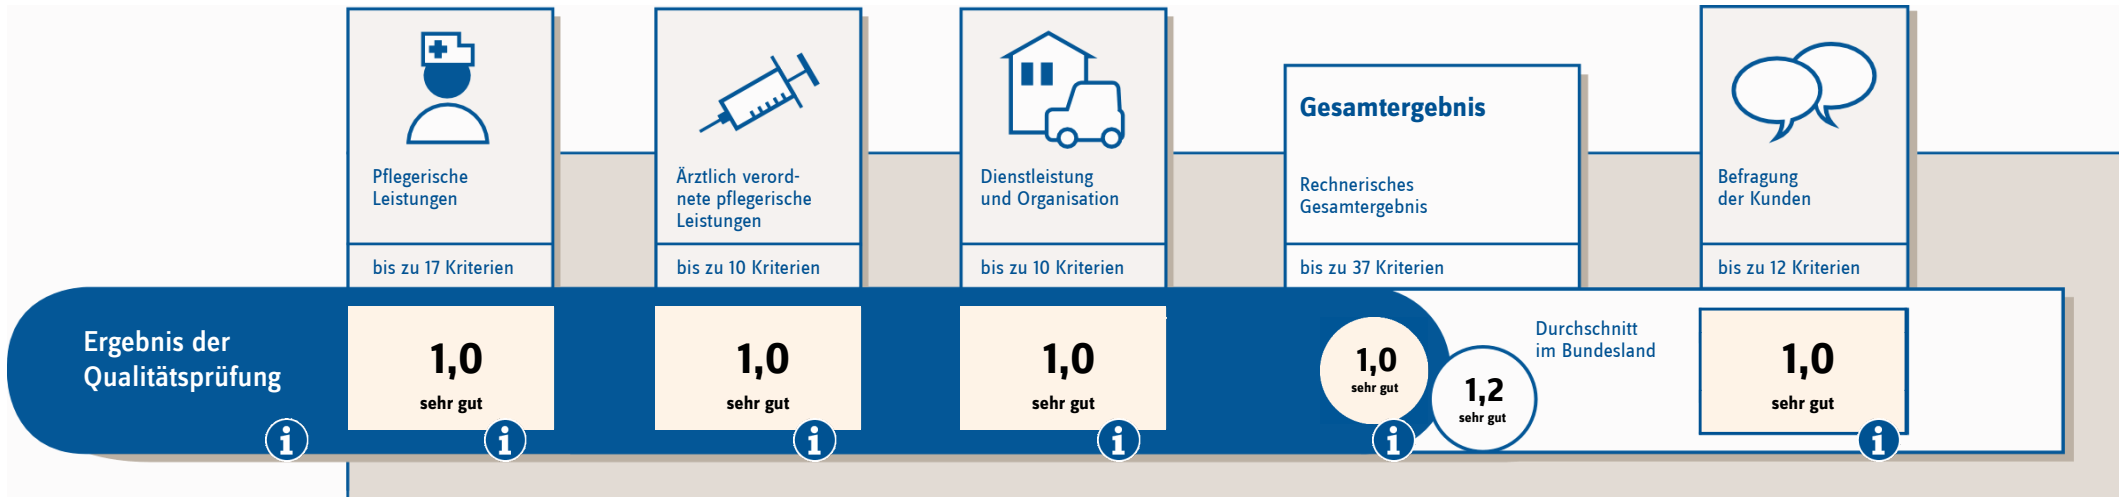 Pflegerische
Leistungen
bis zu 17 Kriterien
Ärztlich verord-
nete pflegerische
Leistungen
bis zu 10 Kriterien
Dienstleistung
und Organisation
bis zu 10 Kriterien
Gesamtergebnis
Rechnerisches
Gesamtergebnis
bis zu 37 Kriterien
Befragung
der Kunden
bis zu 12 Kriterien
Ergebnis der
Qualitätsprüfung
i
1,0
sehr gut
i
1,0
sehr gut
i
1,0
sehr gut
i
1,0
sehr gut
i
1,2
sehr gut
Durchschnitt
im Bundesland
1,0
sehr gut
i